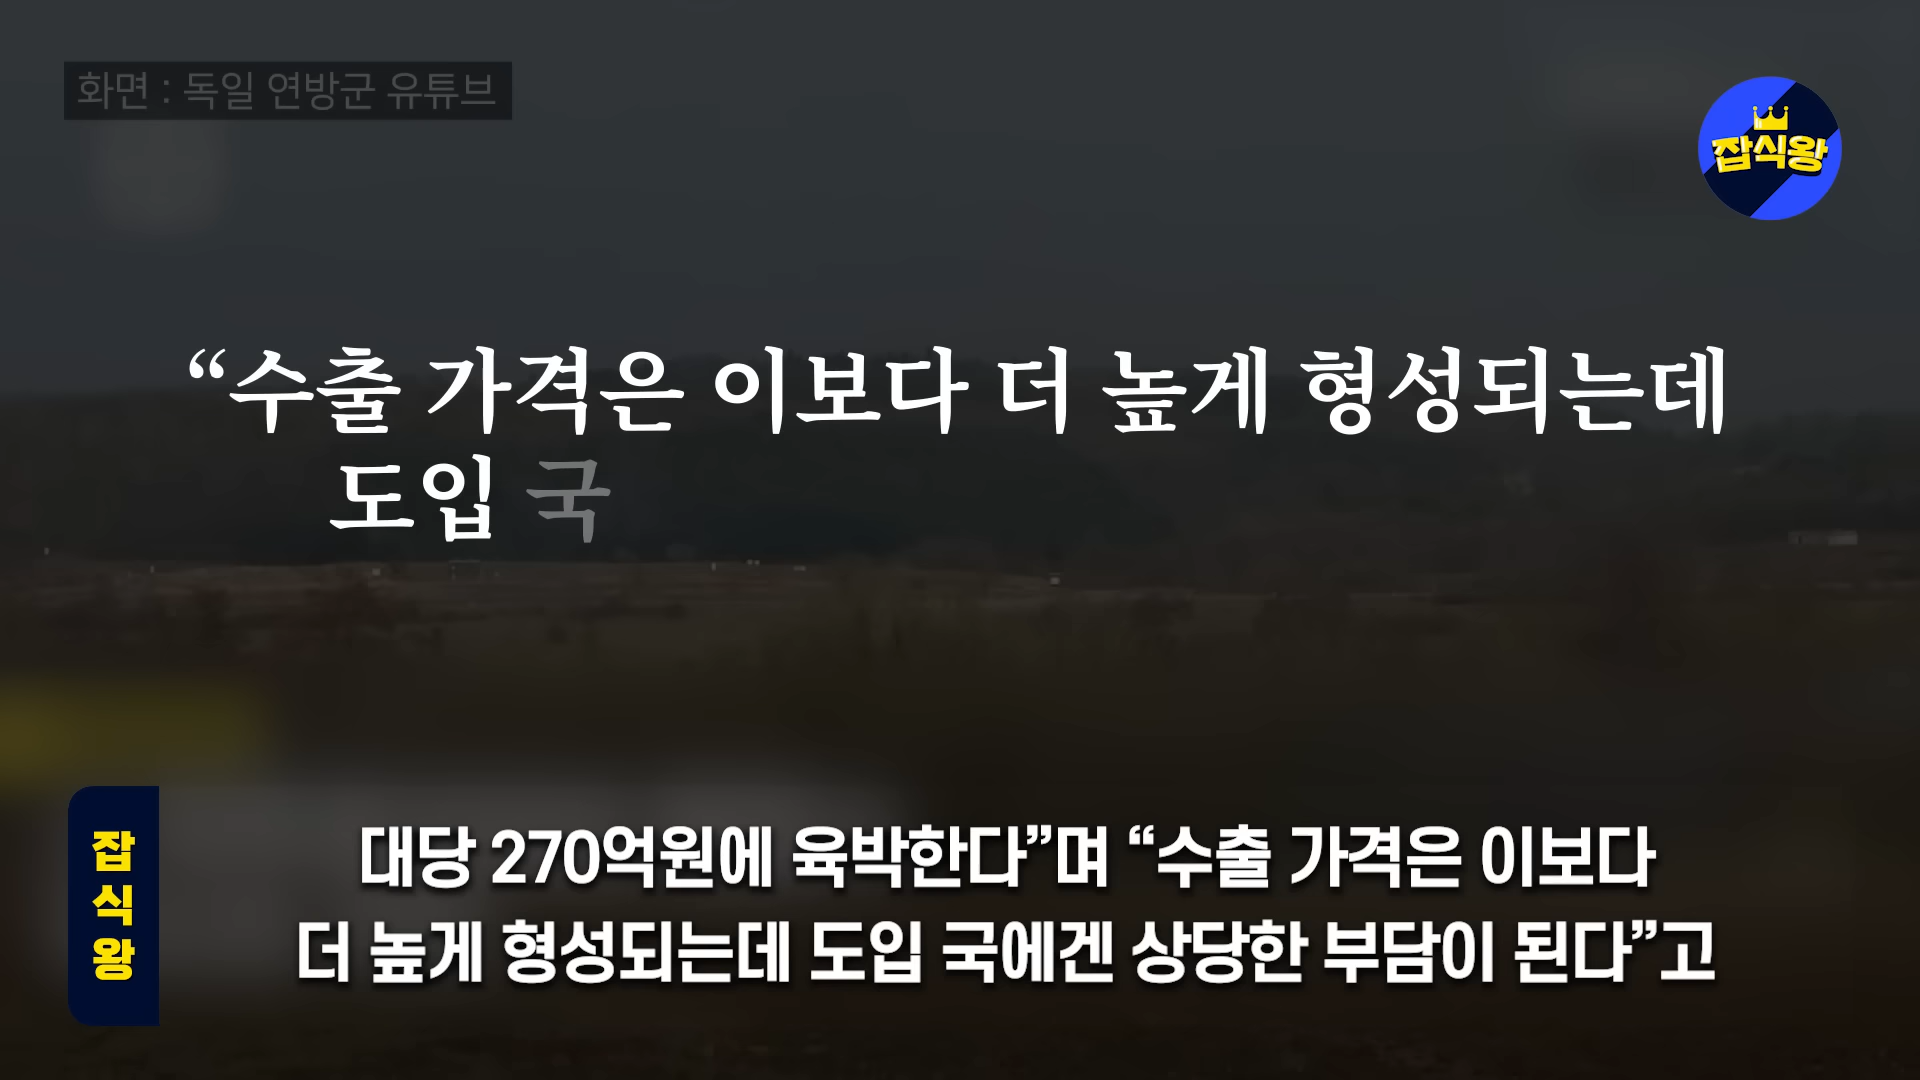 화면 : 독일 연방군 유튜브
잡식왕
“수출 가격은 이보다 더 높게 형성되는데
도입 국
잡식왕
대당 270억원에 육박한다”며 “수출 가격은 이보다
더 높게 형성되는데 도입 국에겐 상당한 부담이 된다”고